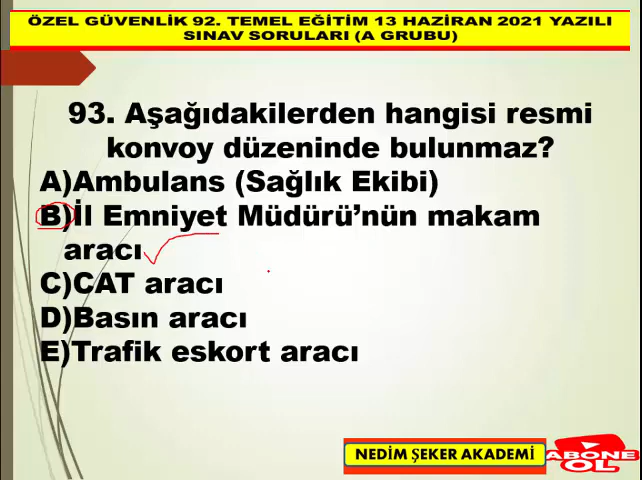 ÖZEL GÜVENLİK 92. TEMEL EĞİTİM 13 HAZİRAN 2021 YAZILI
SINAV SORULARI (A GRUBU)
93. Aşağıdakilerden hangisi resmi
konvoy düzeninde bulunmaz?
A)Ambulans (Sağlık Ekibi)
B)İl Emniyet Müdürü’nün makam
aracı
C)CAT aracı
D)Basın aracı
E)Trafik eskort aracı
NEDİM ŞEKER AKADEMİ
ABONE
OL